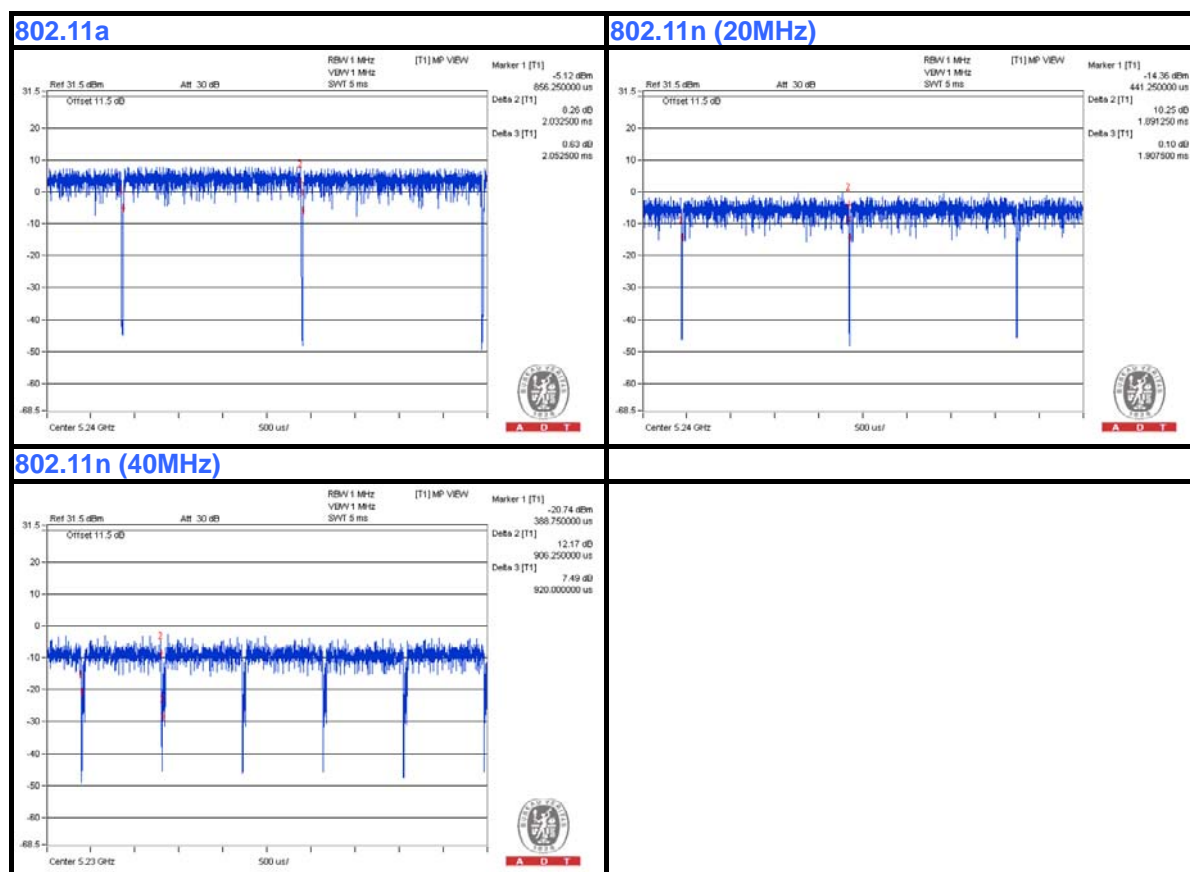 802.11a
RBW 1 MHz [T1] MP VIEW
VBW 1 MHz
Ref 31.5 dBm Att 30 dB SWT 5 ms
Marker 1 [T1]
-5.12 dBm
856.250000 us
Delta 2 [T1]
8.26 dB
2.032500 ms
Delta 3 [T1]
0.63 dB
2.052500 ms
31.5
Offset 11.5 dB
20
10
0
-10
-20
-30
-40
-50
-60
-68.5
2
Center 5.24 GHz 500 us/
A D T
802.11n (20MHz)
RBW 1 MHz [T1] MP VIEW
VBW 1 MHz
Ref 31.5 dBm Att 30 dB SWT 5 ms
Marker 1 [T1]
-14.36 dBm
441.250000 us
Delta 2 [T1]
10.25 dB
1.891250 ms
Delta 3 [T1]
0.10 dB
1.907500 ms
31.5
Offset 11.5 dB
20
10
0
-10
-20
-30
-40
-50
-60
-68.5
2
Center 5.24 GHz 500 us/
A D T
802.11n (40MHz)
RBW 1 MHz [T1] MP VIEW
VBW 1 MHz
Ref 31.5 dBm Att 30 dB SWT 5 ms
Marker 1 [T1]
-20.74 dBm
388.750000 us
Delta 2 [T1]
12.17 dB
906.250000 us
Delta 3 [T1]
7.49 dB
920.000000 us
31.5
Offset 11.5 dB
20
10
0
-10
-20
-30
-40
-50
-60
-68.5
2
Center 5.23 GHz 500 us/
A D T